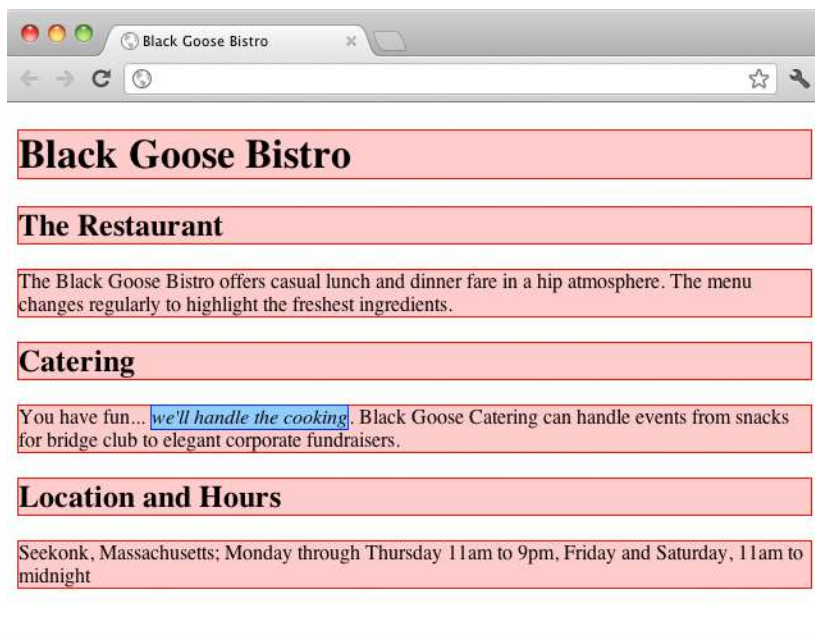 Black Goose Bistro
Black Goose Bistro
The Restaurant
The Black Goose Bistro offers casual lunch and dinner fare in a hip atmosphere. The menu
changes regularly to highlight the freshest ingredients.
Catering
You have fun... we'll handle the cooking. Black Goose Catering can handle events from snacks
for bridge club to elegant corporate fundraisers.
Location and Hours
Seekonk, Massachusetts; Monday through Thursday 11am to 9pm, Friday and Saturday, 11am to
midnight